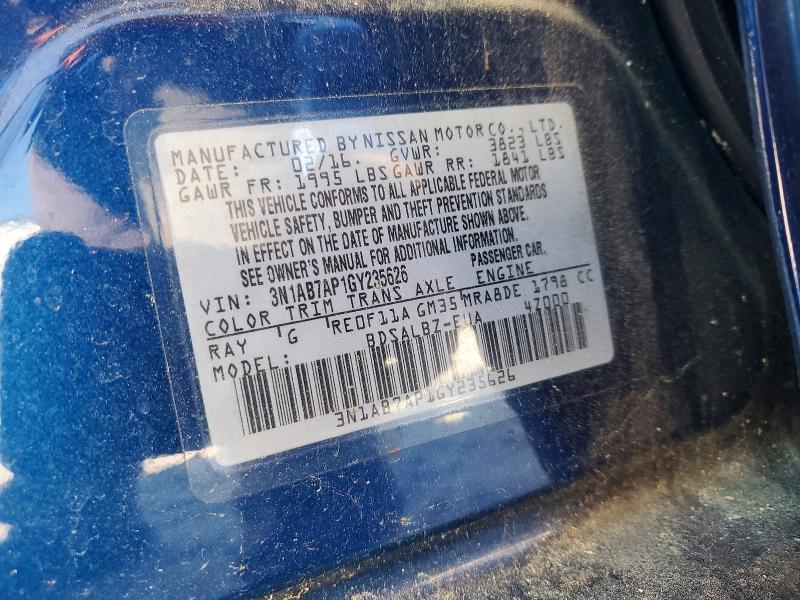 MANUFACTURED BY NISSAN MOTOR CO., LTD.
DATE: 02/16. GVWR: 3823 LBS
GAWR FR: 1995 LBS GAWR RR: 1841 LBS
THIS VEHICLE CONFORMS TO ALL APPLICABLE FEDERAL MOTOR
VEHICLE SAFETY, BUMPER AND THEFT PREVENTION STANDARDS
IN EFFECT ON THE DATE OF MANUFACTURE SHOWN ABOVE.
SEE OWNER'S MANUAL FOR ADDITIONAL INFORMATION.
VIN: 3N1AB7AP1GY235626 PASSENGER CAR.
COLOR TRIM TRANS AXLE ENGINE
RAY G RE0F11A GM35 MRA8DE 1798 CC
MODEL: BDSALBZ-EUA 47000
3N1AB7AP1GY235626